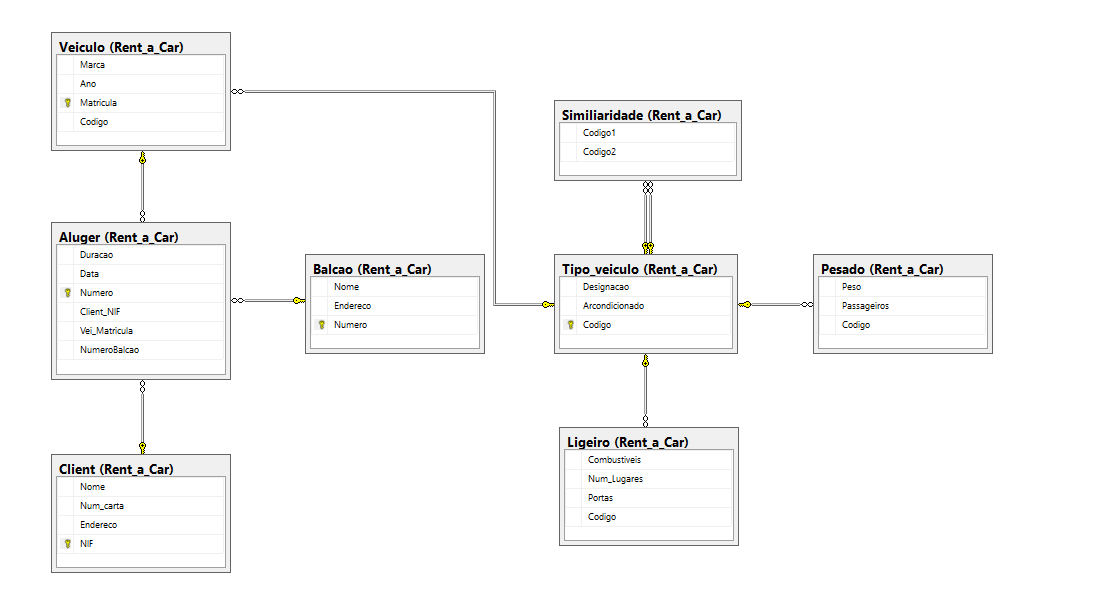 Veiculo (Rent_a_Car)
Marca
Ano
Matricula
Codigo
Similiaridade (Rent_a_Car)
Codigo1
Codigo2
Aluger (Rent_a_Car)
Duracao
Data
Numero
Client_NIF
Vei_Matricula
NumeroBalcao
Balcao (Rent_a_Car)
Nome
Endereco
Numero
Tipo_veiculo (Rent_a_Car)
Designacao
Arcondicionado
Codigo
Pesado (Rent_a_Car)
Peso
Passageiros
Codigo
Client (Rent_a_Car)
Nome
Num_carta
Endereco
NIF
Ligeiro (Rent_a_Car)
Combustiveis
Num_Lugares
Portas
Codigo